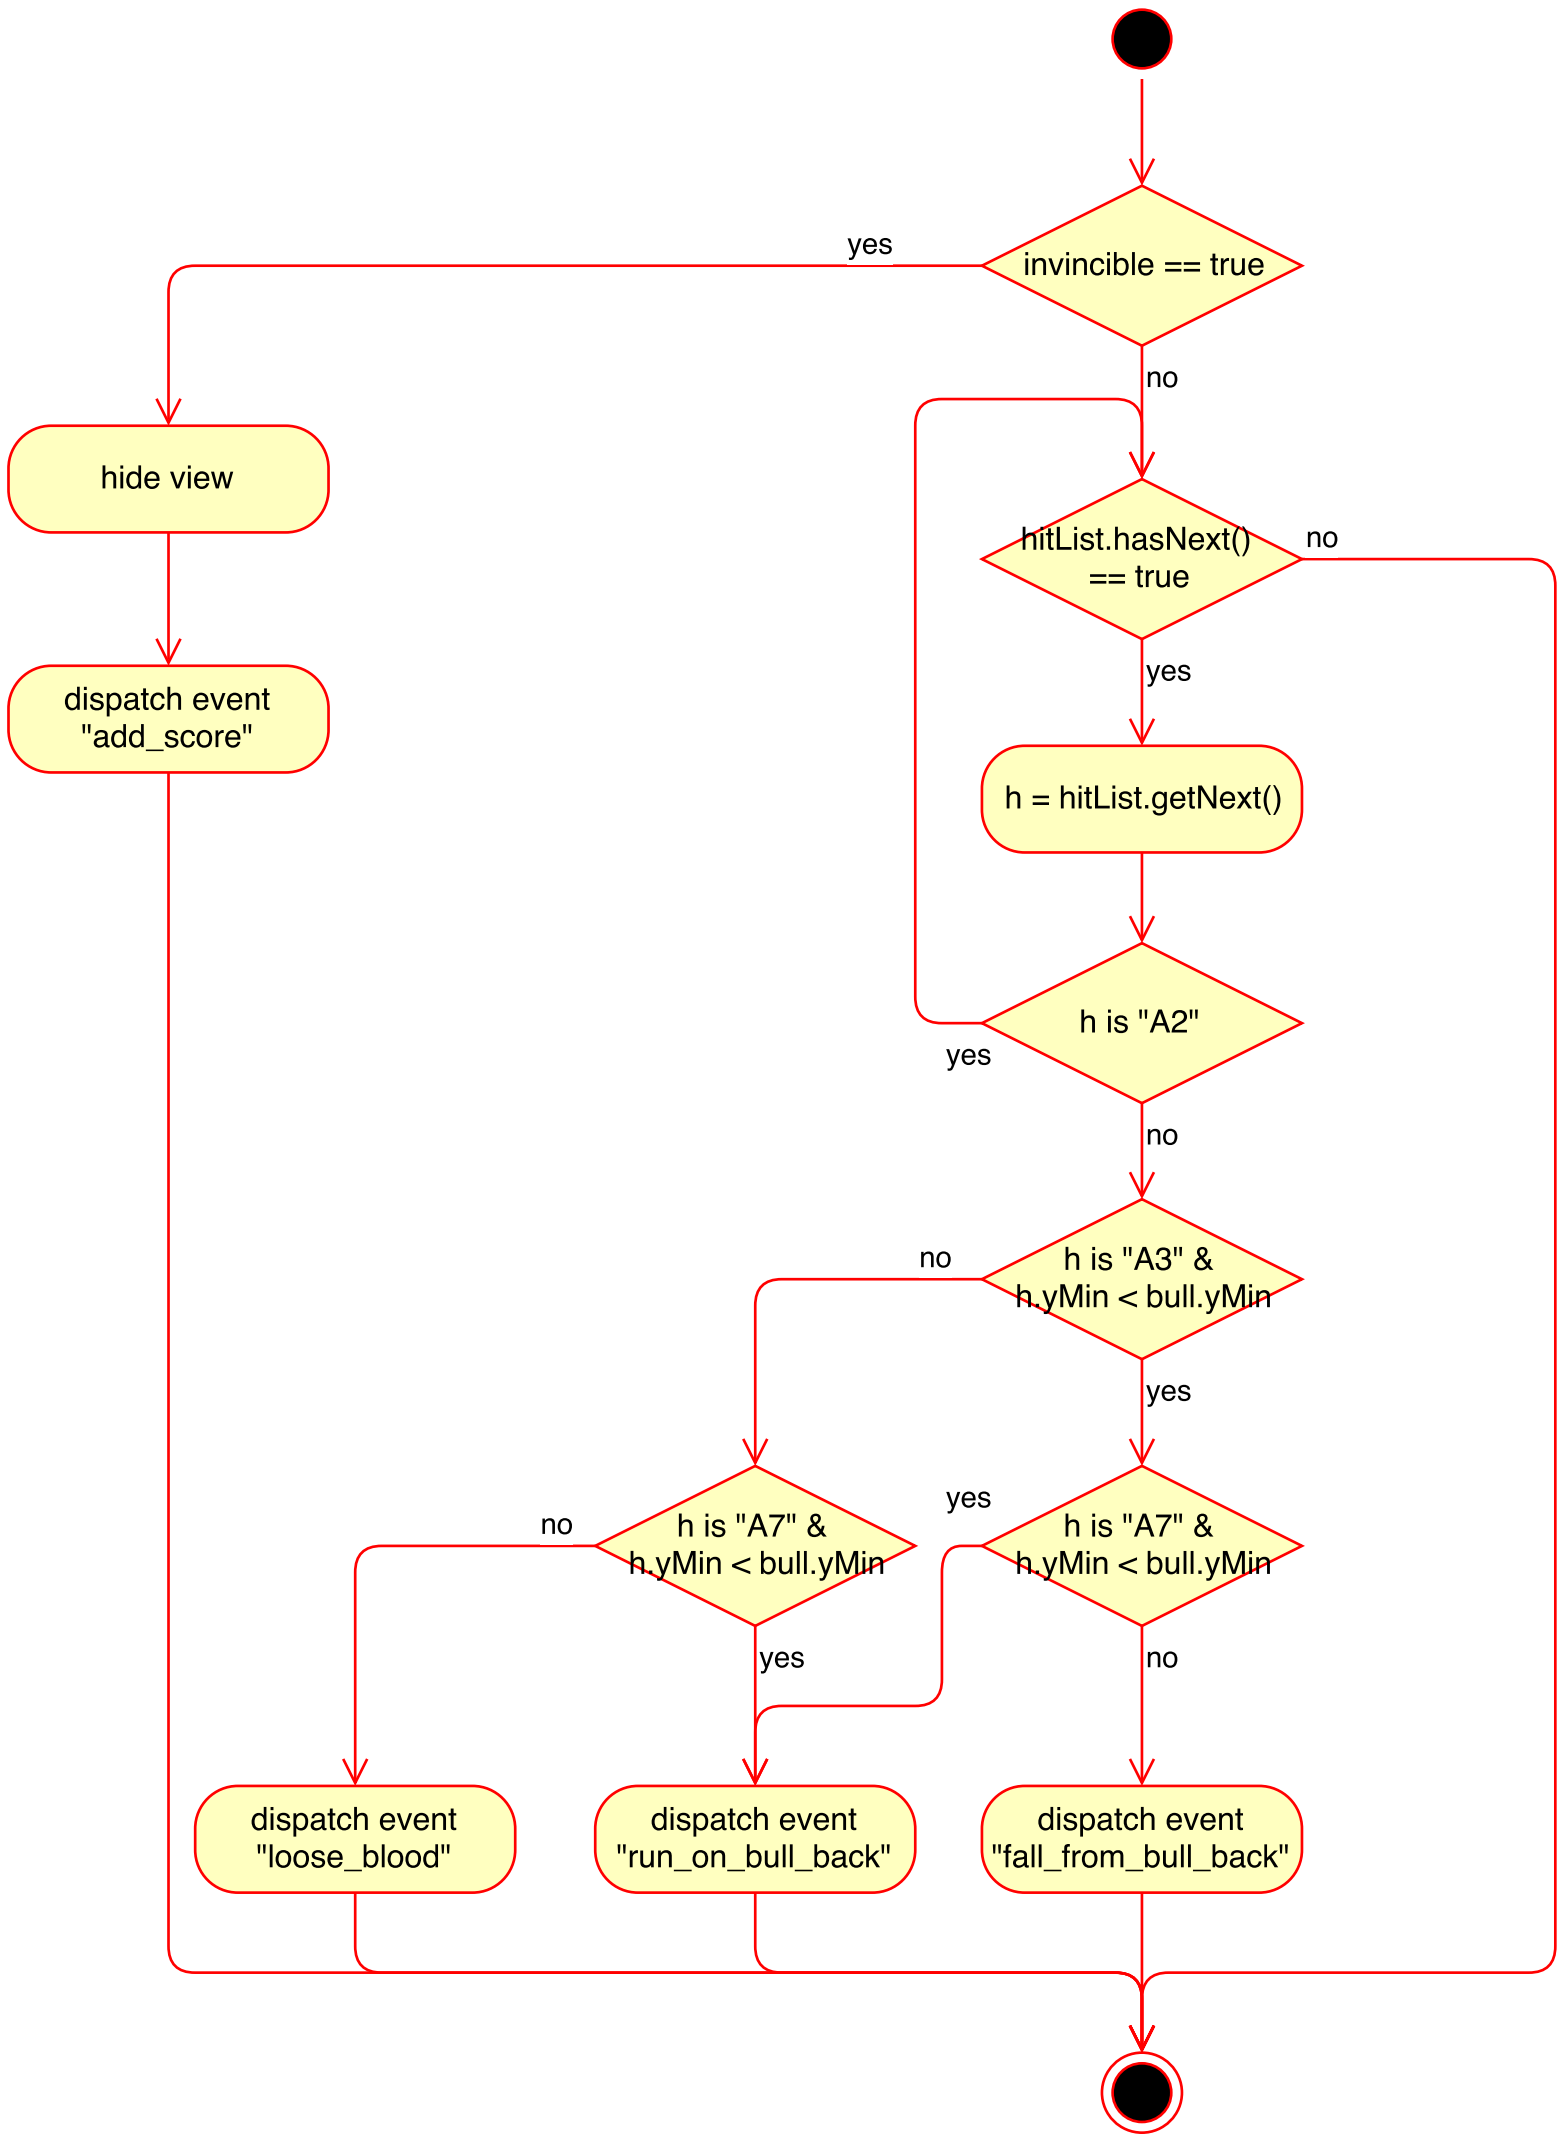 invincible == true
yes
no
hide view
hitList.hasNext()
== true
no
yes
dispatch event
"add_score"
h = hitList.getNext()
h is "A2"
yes
no
h is "A3" &
h.yMin < bull.yMin
no
yes
h is "A7" &
h.yMin < bull.yMin
no
yes
h is "A7" &
h.yMin < bull.yMin
yes
no
dispatch event
"loose_blood"
dispatch event
"run_on_bull_back"
dispatch event
"fall_from_bull_back"